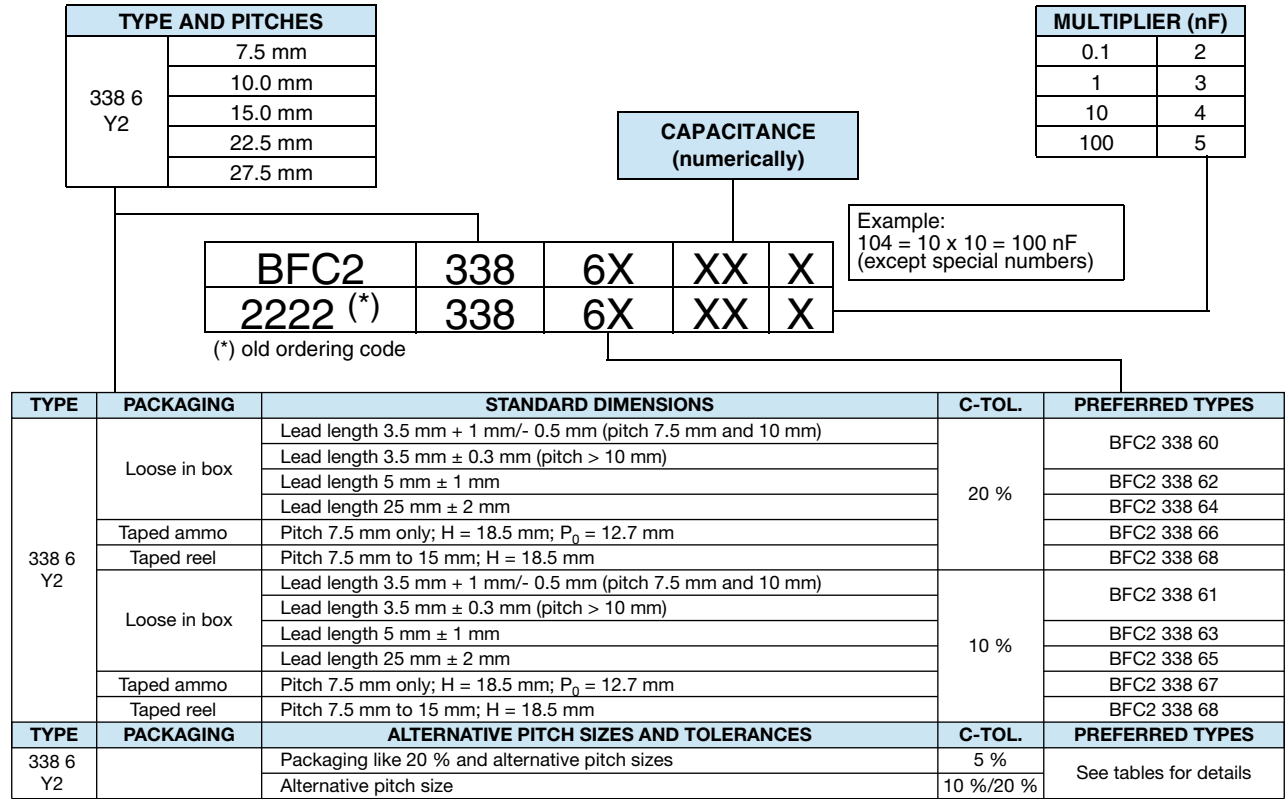 TYPE AND PITCHES
338 6
Y2
7.5 mm
10.0 mm
15.0 mm
22.5 mm
27.5 mm
CAPACITANCE
(numerically)
MULTIPLIER (nF)
0.1 2
1 3
10 4
100 5
Example:
104 = 10 x 10 = 100 nF
(except special numbers)
BFC2 338 6X XX X
2222 (*) 338 6X XX X
(*) old ordering code
TYPE PACKAGING STANDARD DIMENSIONS C-TOL. PREFERRED TYPES
338 6
Y2
Loose in box
Lead length 3.5 mm + 1 mm/- 0.5 mm (pitch 7.5 mm and 10 mm)
Lead length 3.5 mm ± 0.3 mm (pitch > 10 mm)
20 %
BFC2 338 60
Lead length 5 mm ± 1 mm BFC2 338 62
Lead length 25 mm ± 2 mm BFC2 338 64
Taped ammo Pitch 7.5 mm only; H = 18.5 mm; P0 = 12.7 mm BFC2 338 66
Taped reel Pitch 7.5 mm to 15 mm; H = 18.5 mm BFC2 338 68
Loose in box
Lead length 3.5 mm + 1 mm/- 0.5 mm (pitch 7.5 mm and 10 mm)
Lead length 3.5 mm ± 0.3 mm (pitch > 10 mm)
10 %
BFC2 338 61
Lead length 5 mm ± 1 mm BFC2 338 63
Lead length 25 mm ± 2 mm BFC2 338 65
Taped ammo Pitch 7.5 mm only; H = 18.5 mm; P0 = 12.7 mm BFC2 338 67
Taped reel Pitch 7.5 mm to 15 mm; H = 18.5 mm BFC2 338 68
TYPE PACKAGING ALTERNATIVE PITCH SIZES AND TOLERANCES C-TOL. PREFERRED TYPES
338 6
Y2
Packaging like 20 % and alternative pitch sizes 5 %
Alternative pitch size 10 %/20 %
See tables for details